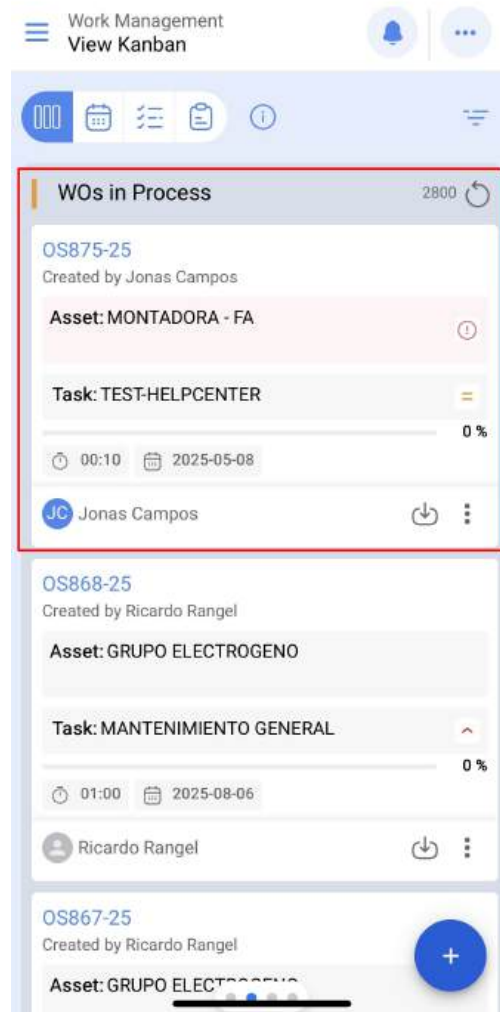 Work Management
View Kanban
WOs in Process 2800
OS875-25
Created by Jonas Campos
Asset: MONTADORA - FA
Task: TEST-HELPCENTER
0 %
00:10 2025-05-08
JC Jonas Campos
OS868-25
Created by Ricardo Rangel
Asset: GRUPO ELECTROGENO
Task: MANTENIMIENTO GENERAL
0 %
01:00 2025-08-06
Ricardo Rangel
OS867-25
Created by Ricardo Rangel
Asset: GRUPO